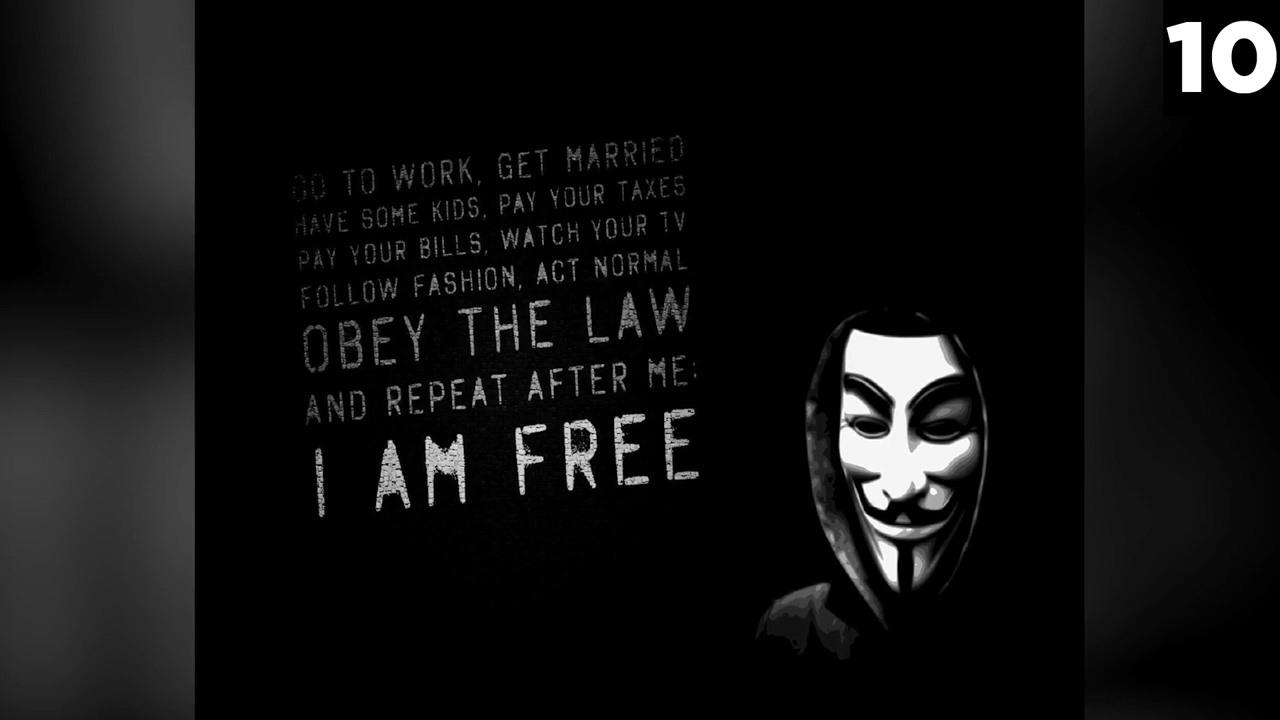 10
GO TO WORK, GET MARRIED
HAVE SOME KIDS, PAY YOUR TAXES
PAY YOUR BILLS, WATCH YOUR TV
FOLLOW FASHION, ACT NORMAL
OBEY THE LAW
AND REPEAT AFTER ME:
I AM FREE